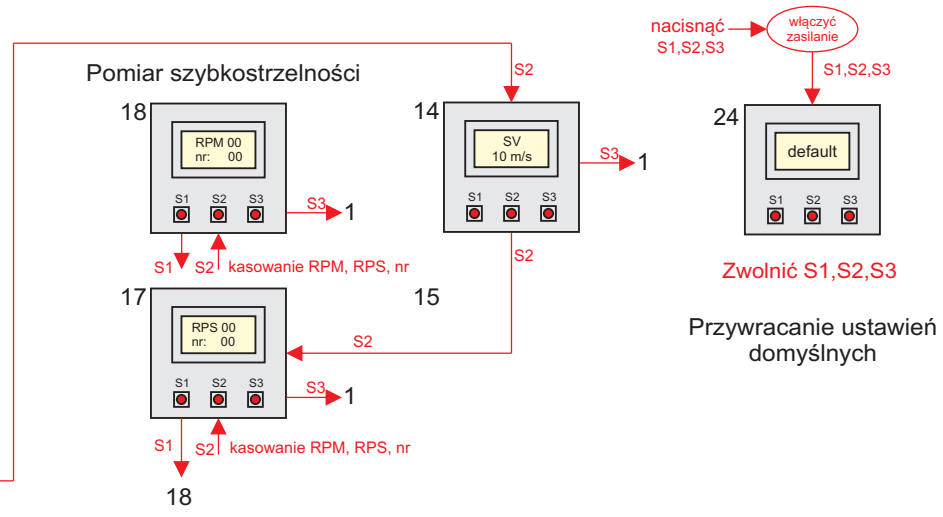 nacisnąć
S1,S2,S3
włączyć
zasilanie
S1,S2,S3
24
default
S1 S2 S3
Zwolnić S1,S2,S3
Przywracanie ustawień
domyślnych
Pomiar szybkostrzelności
18
RPM 00
nr: 00
S1 S2 S3
S3
1
S1
S2 kasowanie RPM, RPS, nr
17
RPS 00
nr: 00
S1 S2 S3
S3
1
S1
S2 kasowanie RPM, RPS, nr
18
S2
14
SV
10 m/s
S1 S2 S3
S3
1
S2
15
S2